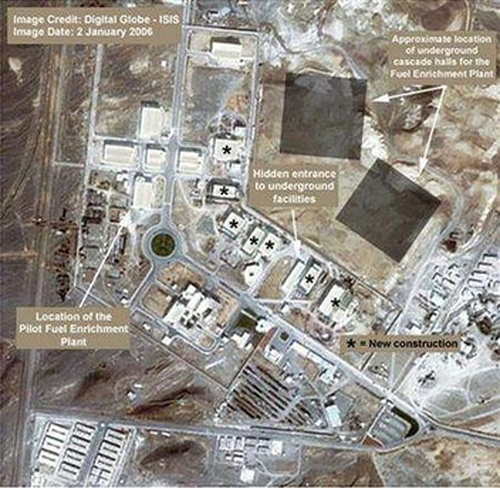 Image Credit: Digital Globe - ISIS
Image Date: 2 January 2006
Approximate location
of underground
cascade halls for the
Fuel Enrichment Plant
Hidden entrance
to underground
facilities
Location of the
Pilot Fuel Enrichment
Plant
* = New construction